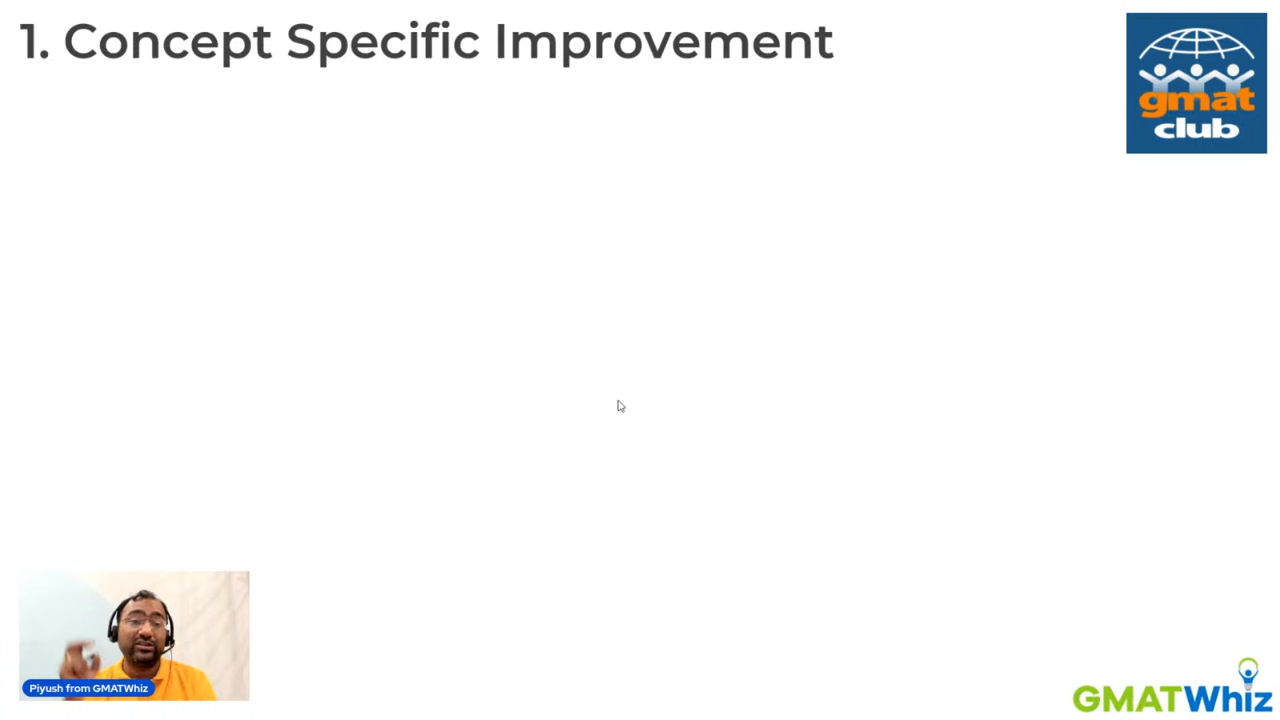 1. Concept Specific Improvement
gmat
club
Piyush from GMATWhiz
GMATWhiz